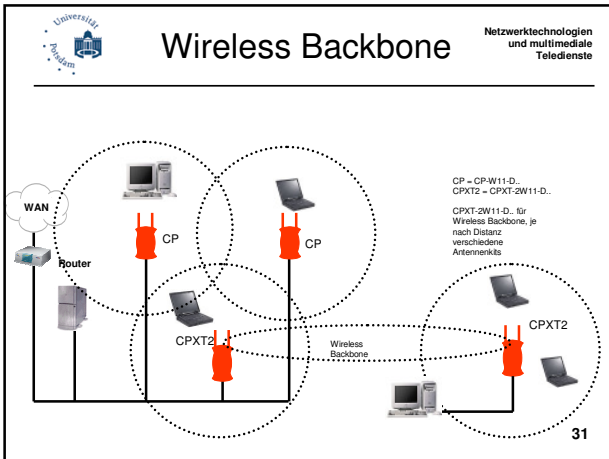 Universität
Potsdam
Wireless Backbone
Netzwerktechnologien
und multimediale
Teledienste
WAN
Router
CP
CP
CPXT2
Wireless
Backbone
CPXT2
CP = CP-W11-D..
CPXT2 = CPXT-2W11-D..
CPXT-2W11-D.. für
Wireless Backbone, je
nach Distanz
verschiedene
Antennenkits
31